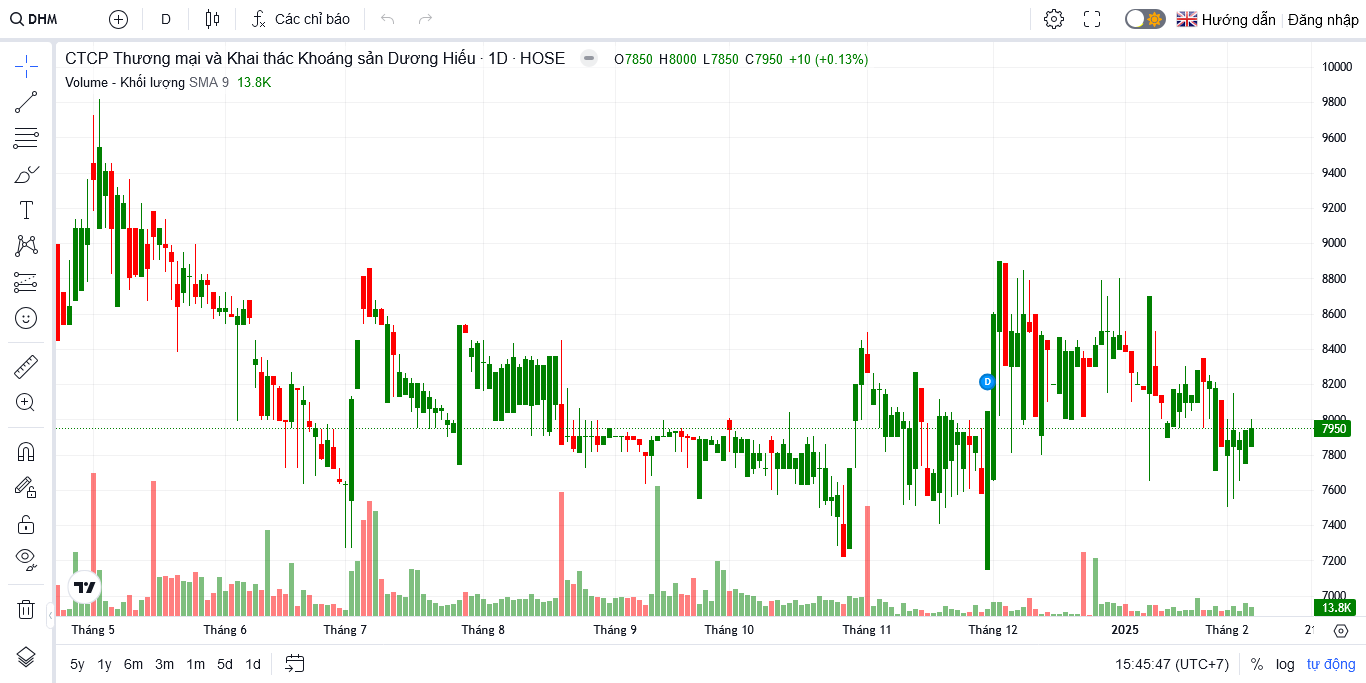 DHM D Các chỉ báo Hướng dẫn Đăng nhập
CTCP Thương mại và Khai thác Khoáng sản Dương Hiếu · 1D · HOSE O7850 H8000 L7850 C7950 +10 (+0.13%)
Volume - Khối lượng SMA 9 13.8K
10000
9800
9600
9400
9200
9000
8800
8600
8400
8200
8000
7950
7800
7600
7400
7200
7000
13.8K
D
Tháng 5 Tháng 6 Tháng 7 Tháng 8 Tháng 9 Tháng 10 Tháng 11 Tháng 12 2025 Tháng 2
5y 1y 6m 3m 1m 5d 1d 15:45:47 (UTC+7) % log tự động